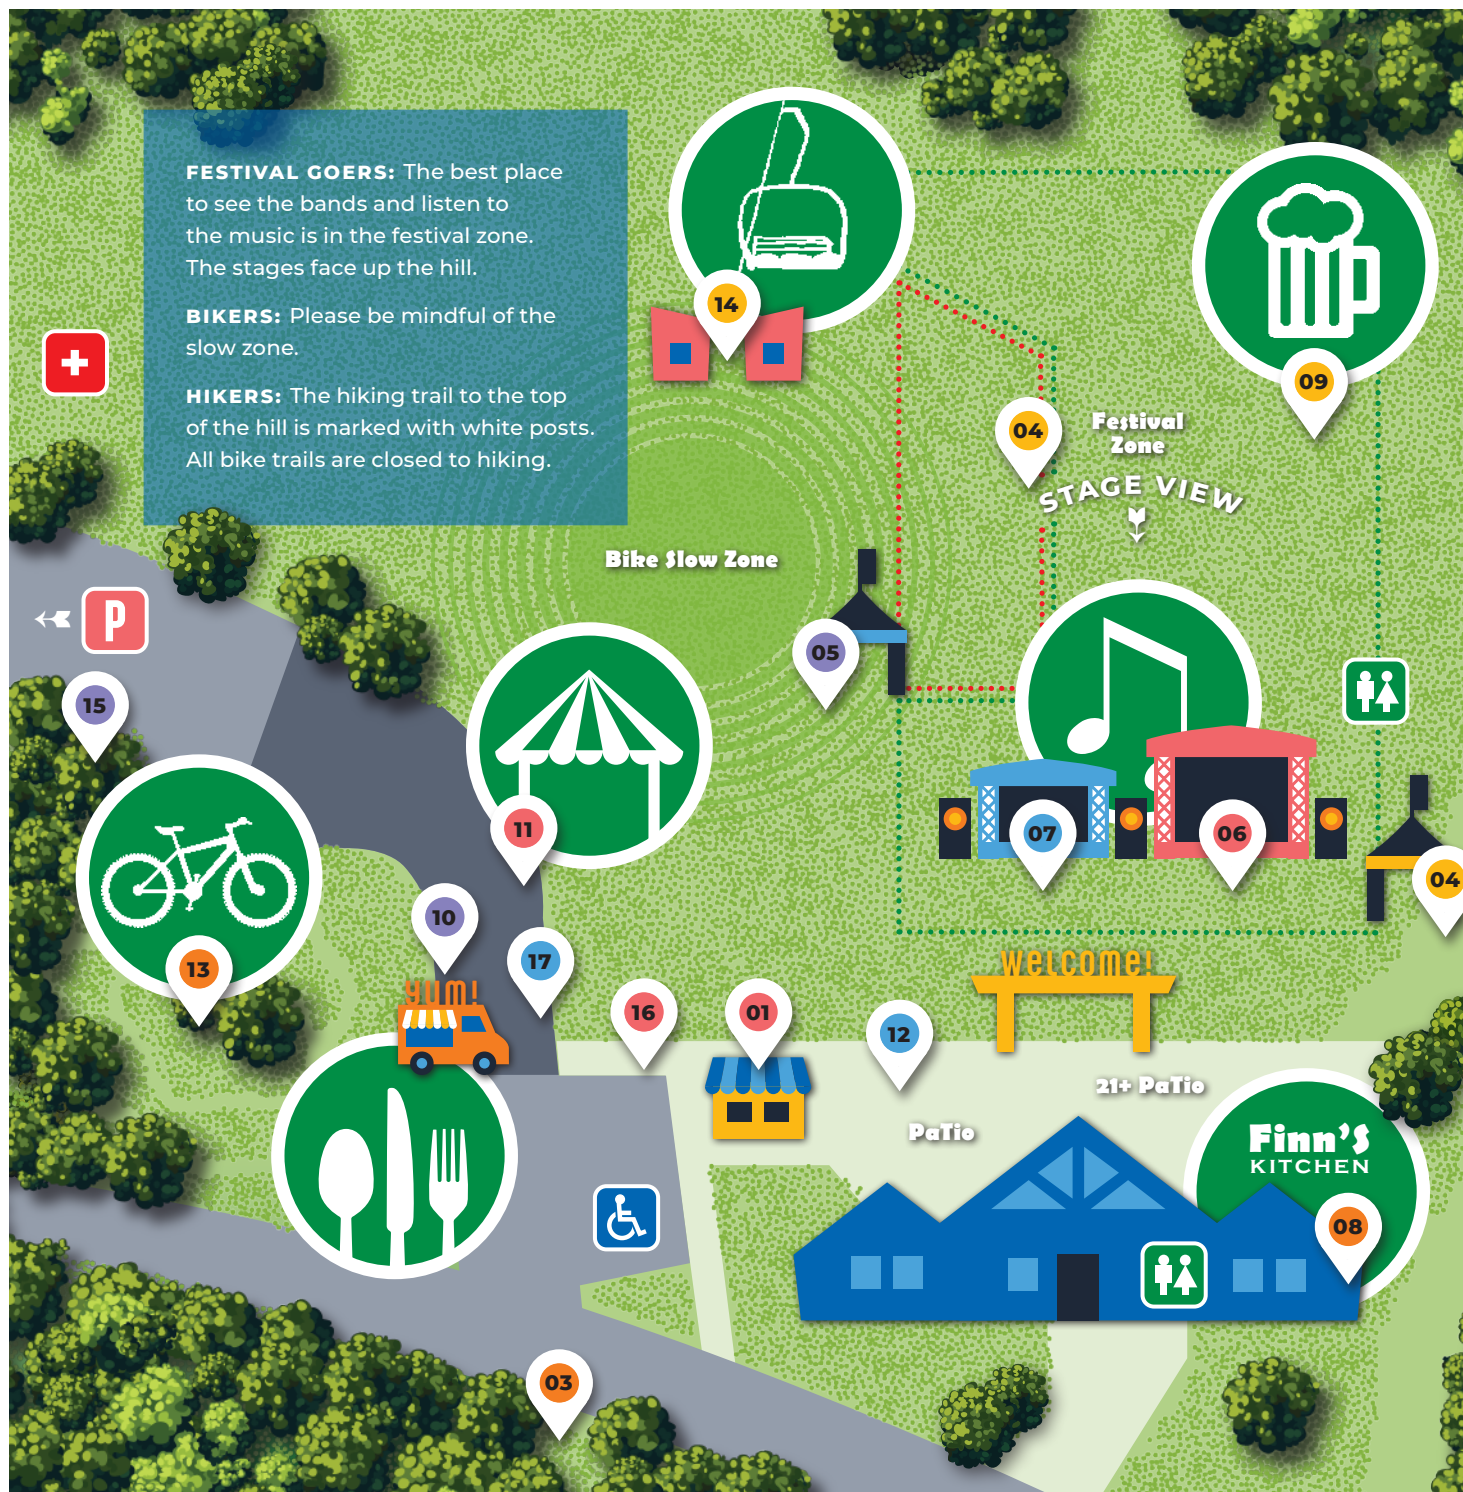 FESTIVAL GOERS: The best place
to see the bands and listen to
the music is in the festival zone.
The stages face up the hill.
BIKERS: Please be mindful of the
slow zone.
HIKERS: The hiking trail to the top
of the hill is marked with white posts.
All bike trails are closed to hiking.
14
09
04
Festival
Zone
STAGE VIEW
Bike Slow Zone
P
05
15
11
07
06
04
10
17
13
YUM!
welcome!
16
01
12
21+ PaTio
PaTio
Finn's
KITCHEN
08
03